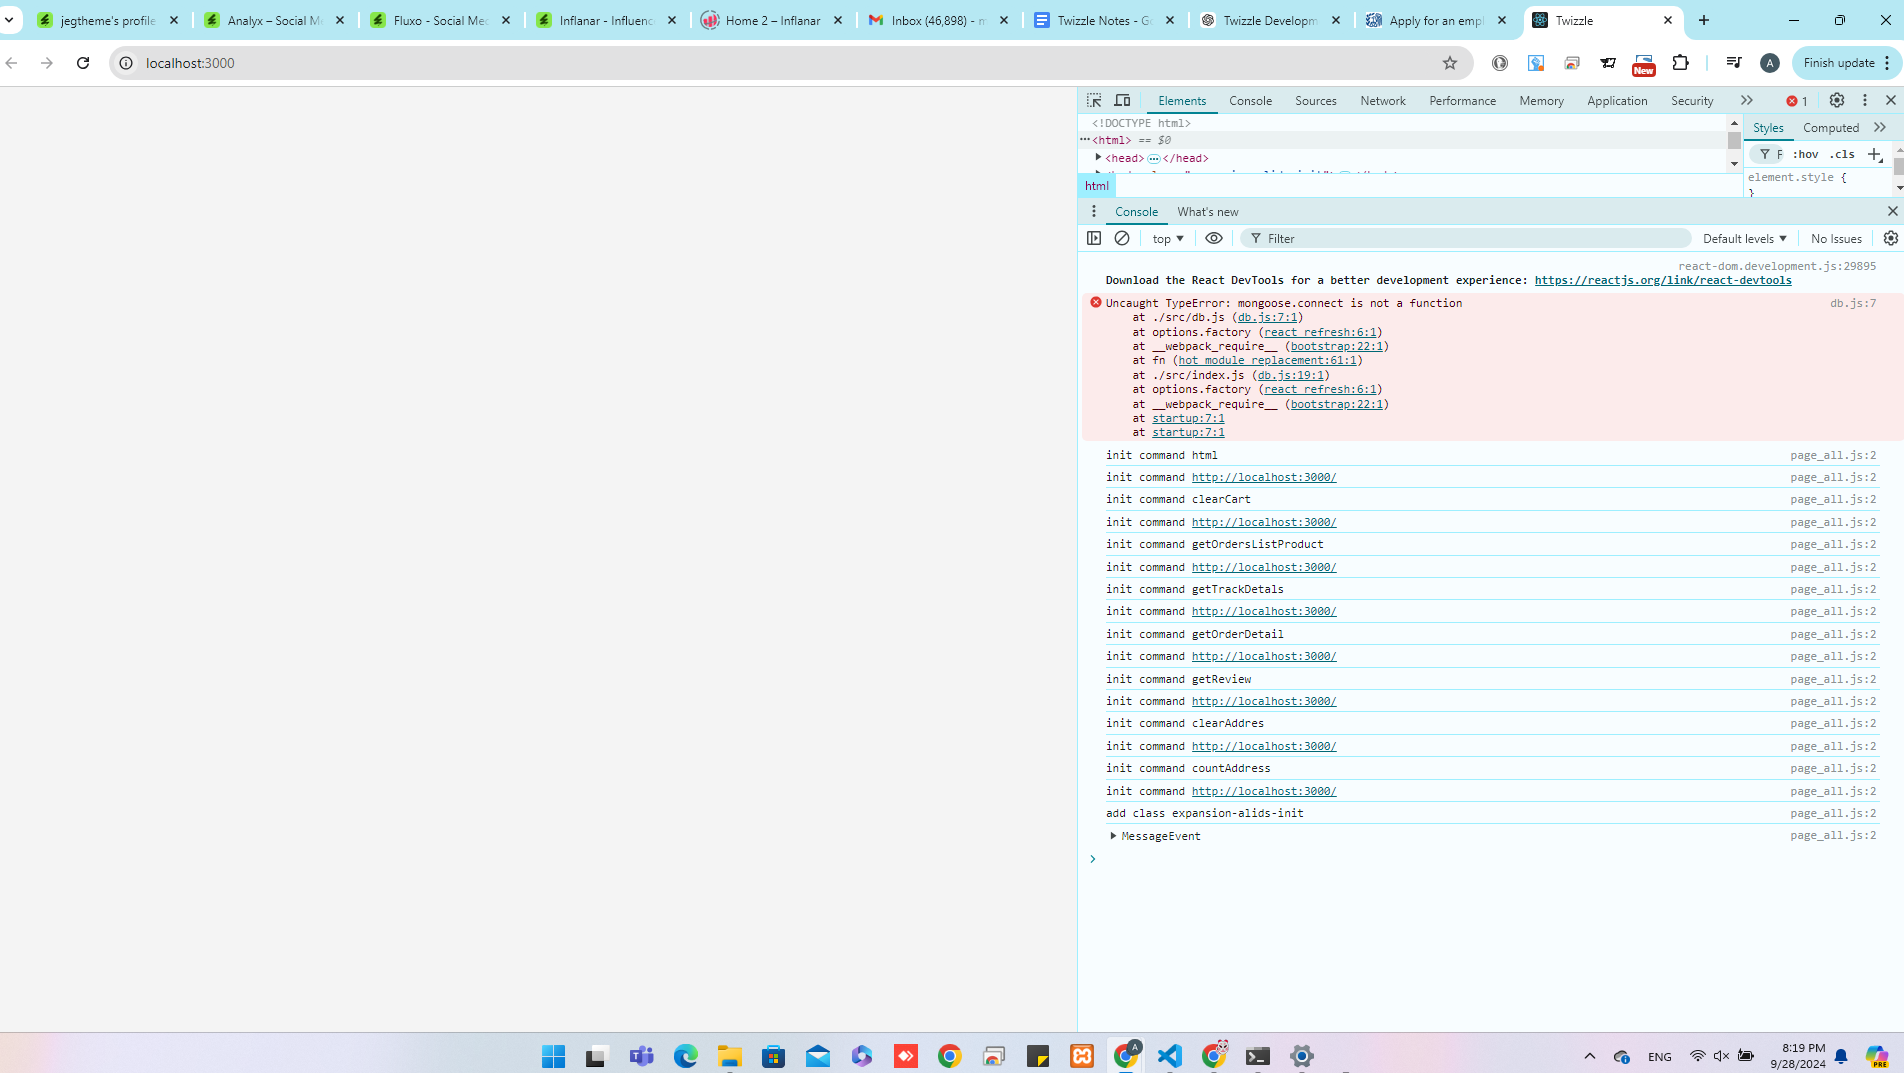 jegtheme's profile
Analyx – Social Me
Fluxo - Social Med
Inflanar - Influenc
Home 2 – Inflanar
Inbox (46,898) - m
Twizzle Notes - Go
Twizzle Developm
Apply for an empl
Twizzle
localhost:3000
New
A
Finish update
Elements
Console
Sources
Network
Performance
Memory
Application
Security
1
<!DOCTYPE html>
<html> == $0
<head> </head>
html
Styles
Computed
F
:hov
.cls
element.style {
}
Console
What's new
top
Filter
Default levels
No Issues
react-dom.development.js:29895
Download the React DevTools for a better development experience: https://reactjs.org/link/react-devtools
Uncaught TypeError: mongoose.connect is not a function db.js:7
at ./src/db.js (db.js:7:1)
at options.factory (react refresh:6:1)
at __webpack_require__ (bootstrap:22:1)
at fn (hot module replacement:61:1)
at ./src/index.js (db.js:19:1)
at options.factory (react refresh:6:1)
at __webpack_require__ (bootstrap:22:1)
at startup:7:1
at startup:7:1
init command html page_all.js:2
init command http://localhost:3000/ page_all.js:2
init command clearCart page_all.js:2
init command http://localhost:3000/ page_all.js:2
init command getOrdersListProduct page_all.js:2
init command http://localhost:3000/ page_all.js:2
init command getTrackDetals page_all.js:2
init command http://localhost:3000/ page_all.js:2
init command getOrderDetail page_all.js:2
init command http://localhost:3000/ page_all.js:2
init command getReview page_all.js:2
init command http://localhost:3000/ page_all.js:2
init command clearAddres page_all.js:2
init command http://localhost:3000/ page_all.js:2
init command countAddress page_all.js:2
init command http://localhost:3000/ page_all.js:2
add class expansion-alids-init page_all.js:2
MessageEvent page_all.js:2
A
ENG
8:19 PM
9/28/2024
PRE